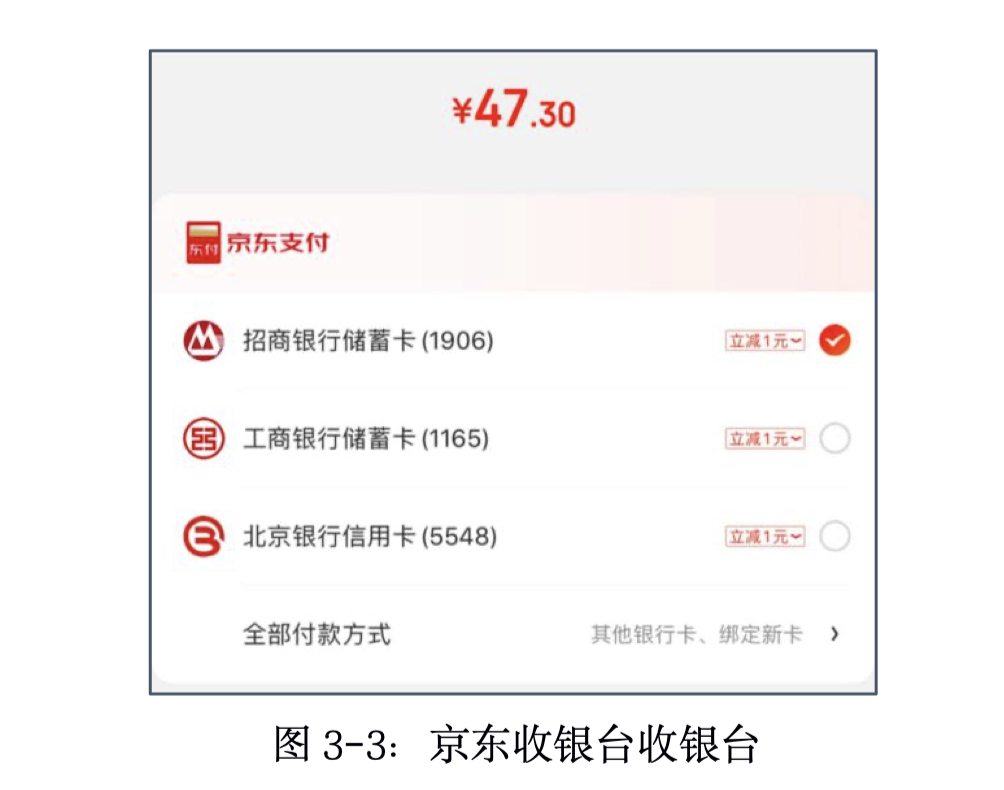 ¥47.30
东付 京东支付
招商银行储蓄卡(1906) 立减1元
工商银行储蓄卡(1165) 立减1元
北京银行信用卡(5548) 立减1元
全部付款方式 其他银行卡、绑定新卡
图 3-3: 京东收银台收银台